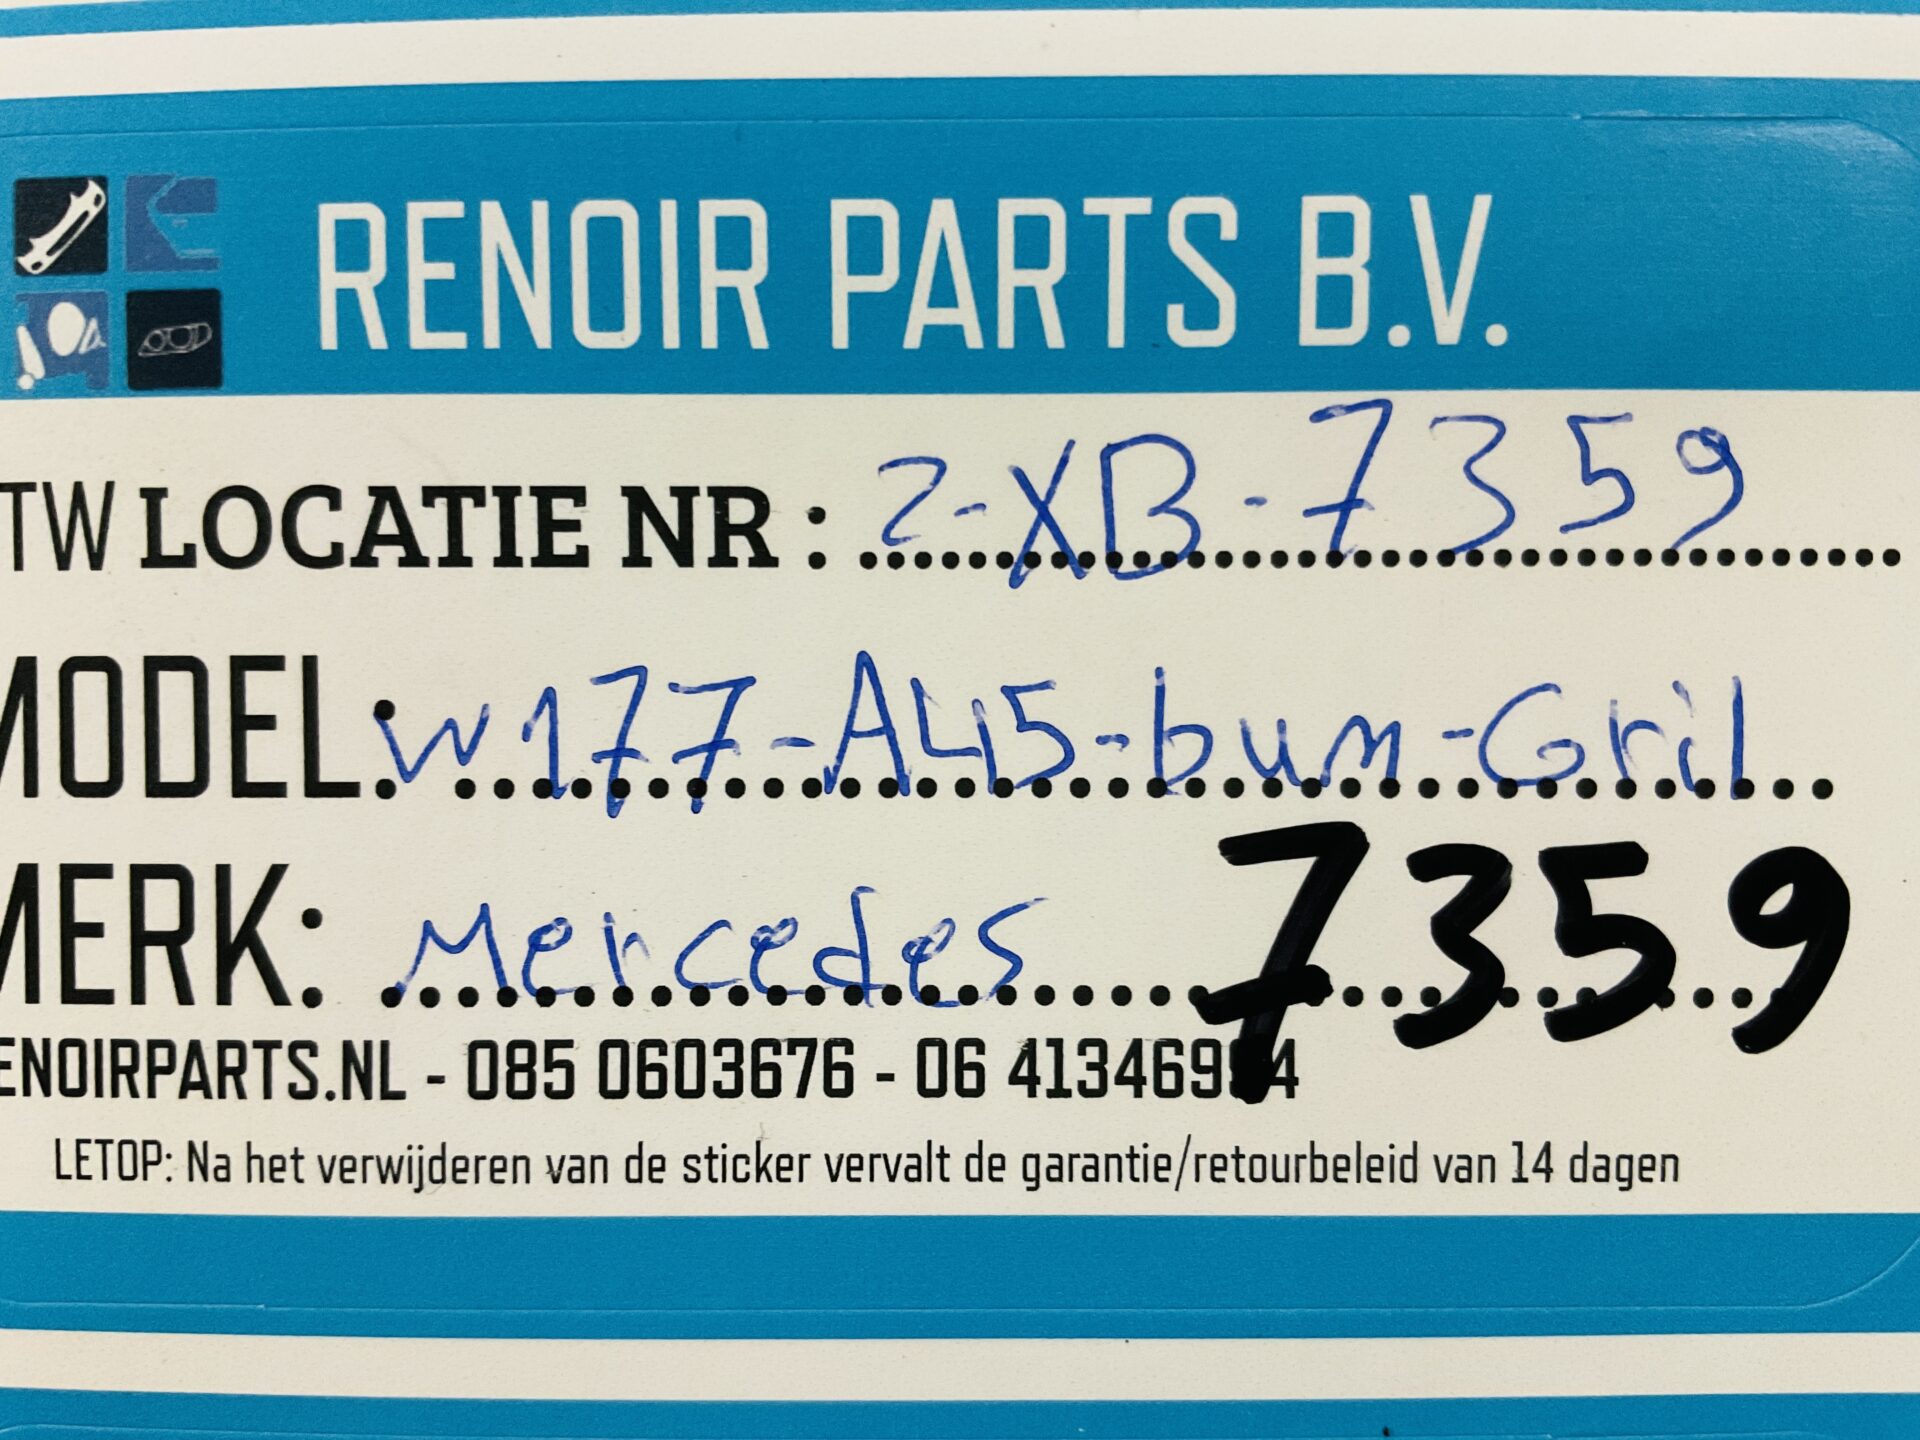 RENOIR PARTS B.V.
TW LOCATIE NR : 2-XB-7359
MODEL: W177-A45-bum-Gril
MERK: Mercedes 7359
ENOIRPARTS.NL - 085 0603676 - 06
LETOP: Na het verwijderen van de sticker vervalt de garantie/retourbeleid van 14 dagen